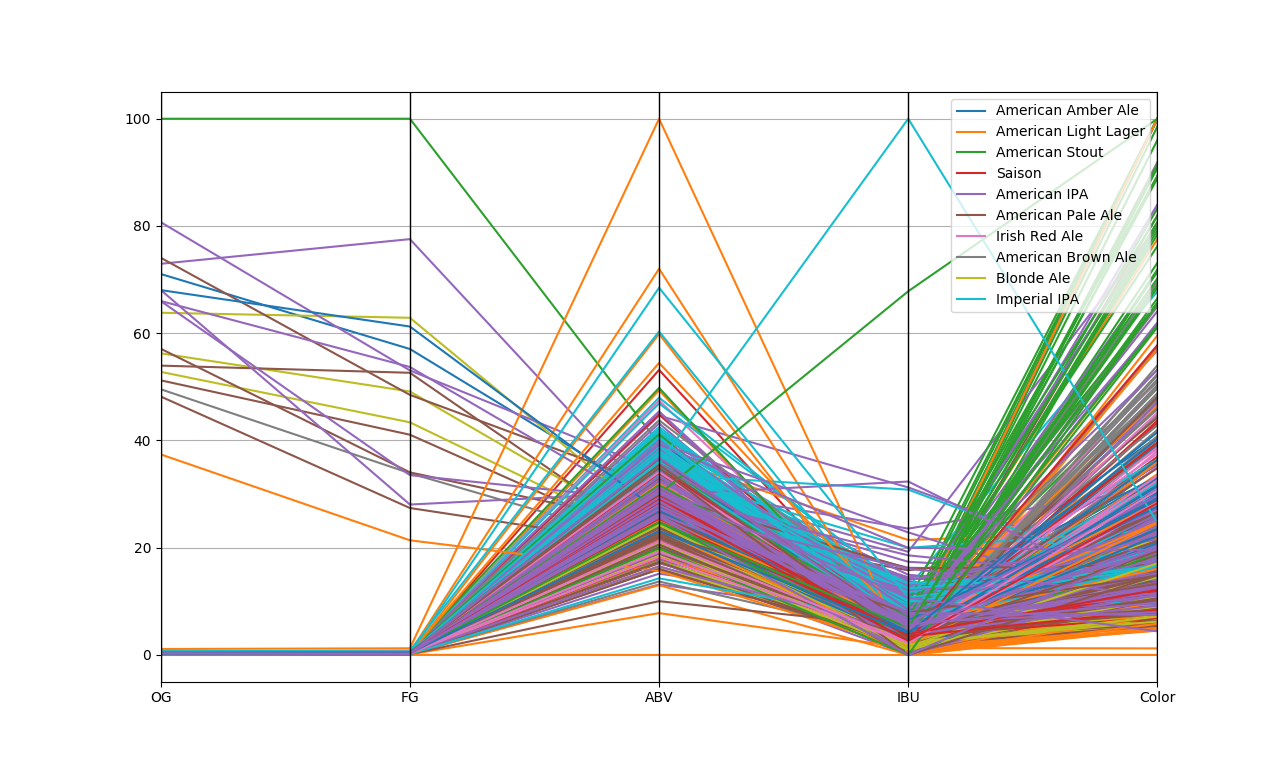 100
80
60
40
20
0
OG FG ABV IBU Color
American Amber Ale
American Light Lager
American Stout
Saison
American IPA
American Pale Ale
Irish Red Ale
American Brown Ale
Blonde Ale
Imperial IPA